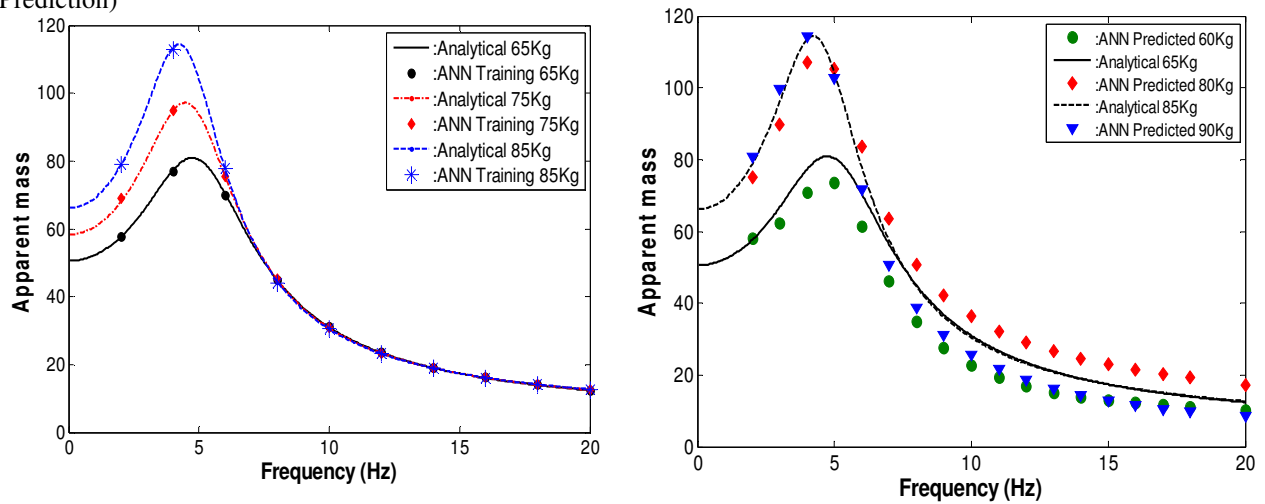 Prediction)
120
100
80
60
40
20
0
0 5 10 15 20
Apparent mass
Frequency (Hz)
:Analytical 65Kg
:ANN Training 65Kg
:Analytical 75Kg
:ANN Training 75Kg
:Analytical 85Kg
:ANN Training 85Kg
120
100
80
60
40
20
0
0 5 10 15 20
Apparent mass
Frequency (Hz)
:ANN Predicted 60Kg
:Analytical 65Kg
:ANN Predicted 80Kg
:Analytical 85Kg
:ANN Predicted 90Kg